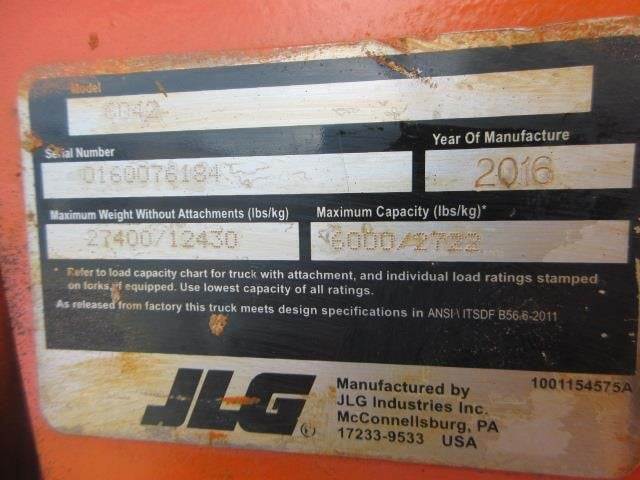 Model
6042
Serial Number
0160076184
Year Of Manufacture
2016
Maximum Weight Without Attachments (lbs/kg)
27400/12430
Maximum Capacity (lbs/kg)*
6000/2722
* Refer to load capacity chart for truck with attachment, and individual load ratings stamped
on forks, if equipped. Use lowest capacity of all ratings.
As released from factory this truck meets design specifications in ANSI \ ITSDF B56.6-2011
JLG®
Manufactured by
JLG Industries Inc.
McConnellsburg, PA
17233-9533 USA
1001154575A